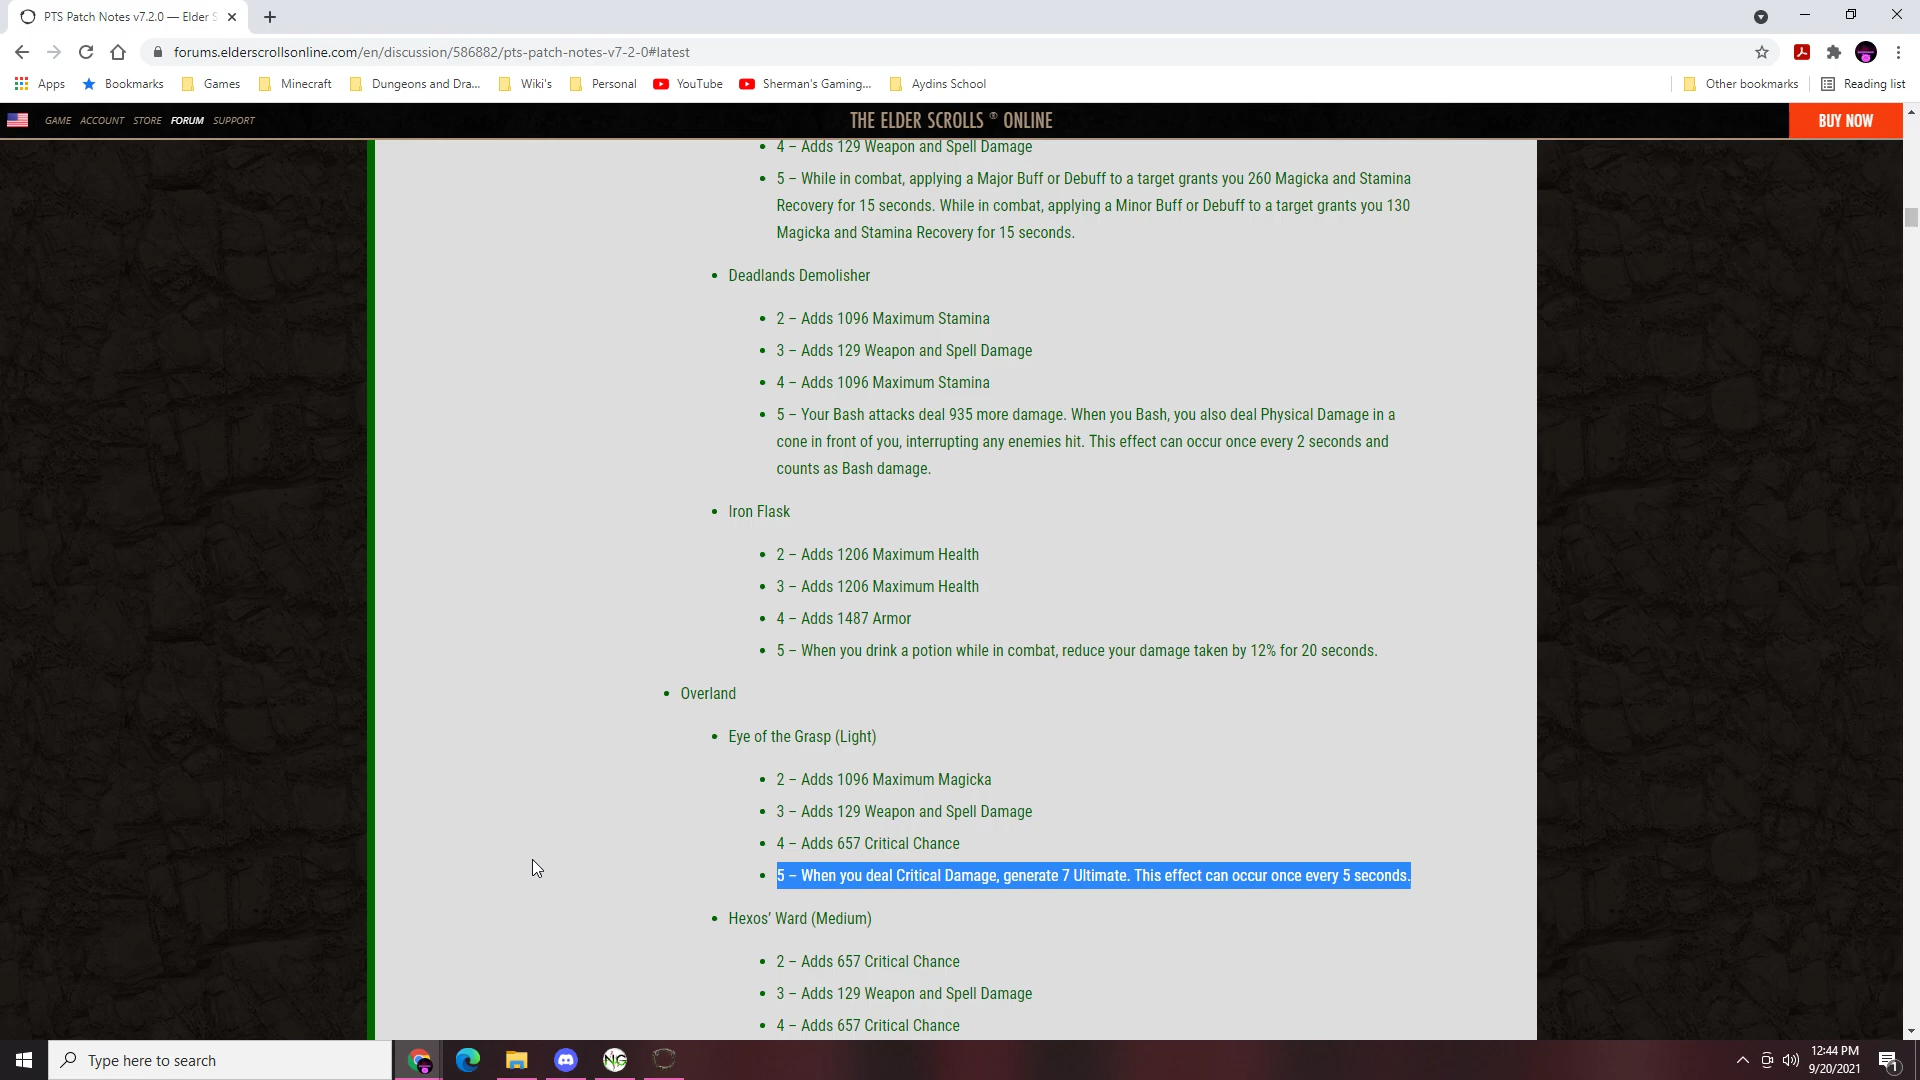 PTS Patch Notes v7.2.0 — Elder S
forums.elderscrollsonline.com/en/discussion/586882/pts-patch-notes-v7-2-0#latest
Apps Bookmarks Games Minecraft Dungeons and Dra... Wiki's Personal YouTube Sherman's Gaming... Aydins School Other bookmarks Reading list
GAME ACCOUNT STORE FORUM SUPPORT THE ELDER SCROLLS ® ONLINE BUY NOW
4 – Adds 129 Weapon and Spell Damage
5 – While in combat, applying a Major Buff or Debuff to a target grants you 260 Magicka and Stamina
Recovery for 15 seconds. While in combat, applying a Minor Buff or Debuff to a target grants you 130
Magicka and Stamina Recovery for 15 seconds.
Deadlands Demolisher
2 – Adds 1096 Maximum Stamina
3 – Adds 129 Weapon and Spell Damage
4 – Adds 1096 Maximum Stamina
5 – Your Bash attacks deal 935 more damage. When you Bash, you also deal Physical Damage in a
cone in front of you, interrupting any enemies hit. This effect can occur once every 2 seconds and
counts as Bash damage.
Iron Flask
2 – Adds 1206 Maximum Health
3 – Adds 1206 Maximum Health
4 – Adds 1487 Armor
5 – When you drink a potion while in combat, reduce your damage taken by 12% for 20 seconds.
Overland
Eye of the Grasp (Light)
2 – Adds 1096 Maximum Magicka
3 – Adds 129 Weapon and Spell Damage
4 – Adds 657 Critical Chance
5 – When you deal Critical Damage, generate 7 Ultimate. This effect can occur once every 5 seconds.
Hexos’ Ward (Medium)
2 – Adds 657 Critical Chance
3 – Adds 129 Weapon and Spell Damage
4 – Adds 657 Critical Chance
Type here to search
NG
12:44 PM
9/20/2021
1